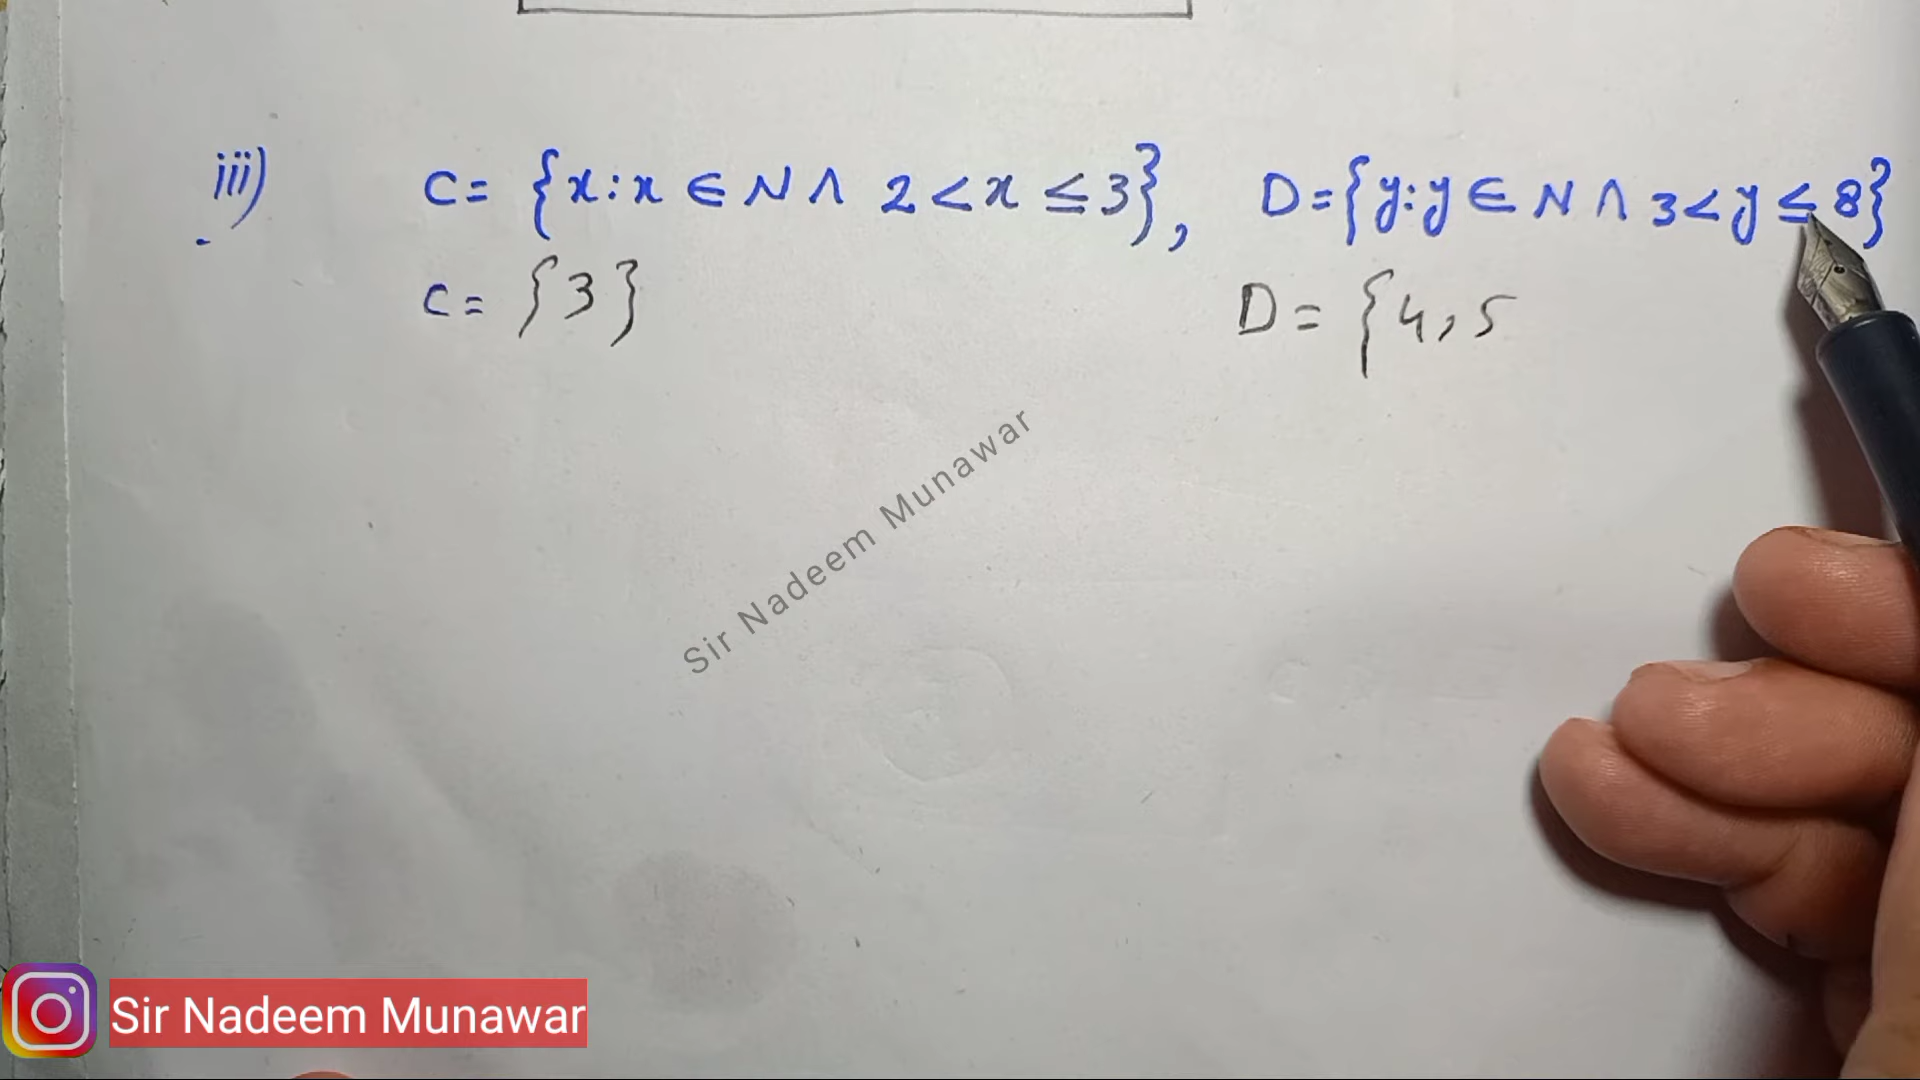 iii) C = {x : x ∈ N ∧ 2 < x ≤ 3}, D = {y : y ∈ N ∧ 3 < y ≤ 8}
C = {3} D = {4, 5
Sir Nadeem Munawar
Sir Nadeem Munawar